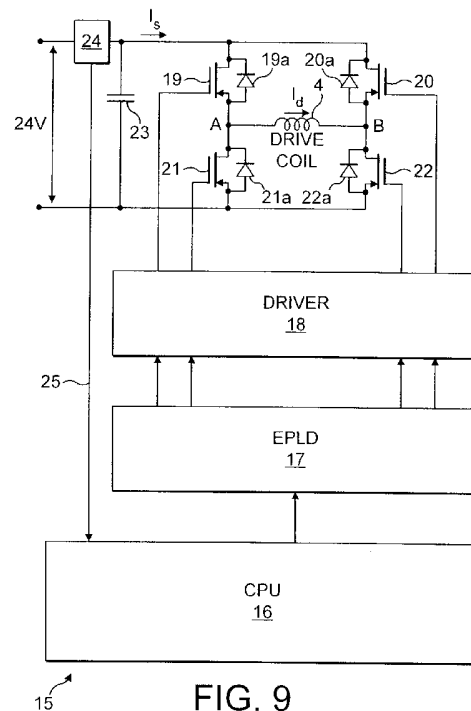 24
I_s
19
19a
20a
20
I_d
4
A
B
24V
23
DRIVE
COIL
21
21a
22a
22
DRIVER
18
25
EPLD
17
CPU
16
15
FIG. 9